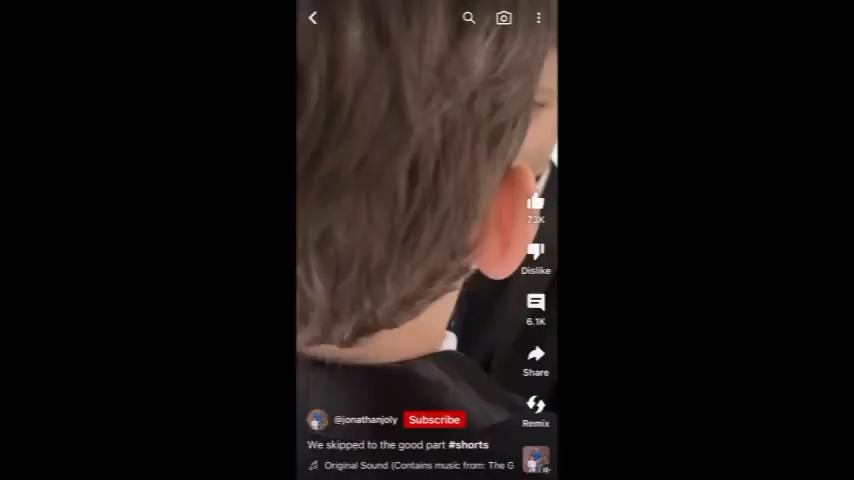 73K
Dislike
6.1K
Share
Remix
@jonathanjoly Subscribe
We skipped to the good part #shorts
Original Sound (Contains music from: The G